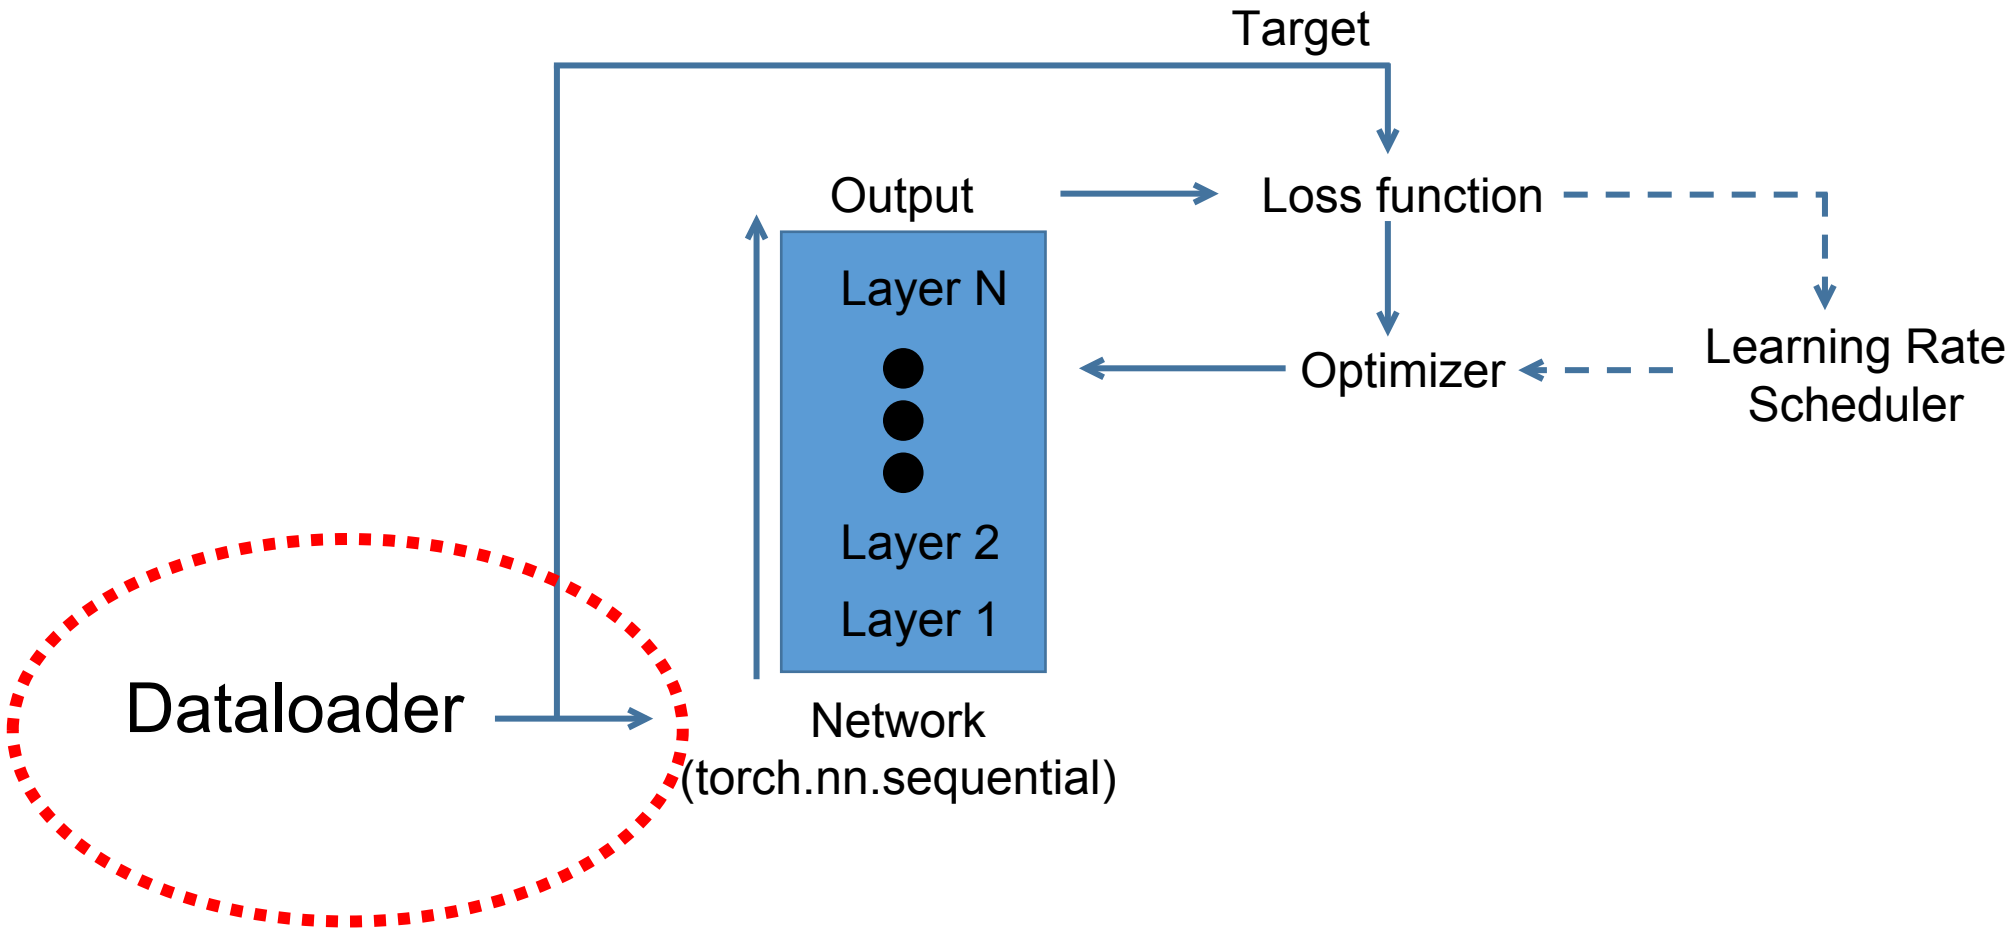 Target
Output
Loss function
Layer N
Learning Rate
Scheduler
Optimizer
Layer 2
Layer 1
Dataloader
Network
(torch.nn.sequential)